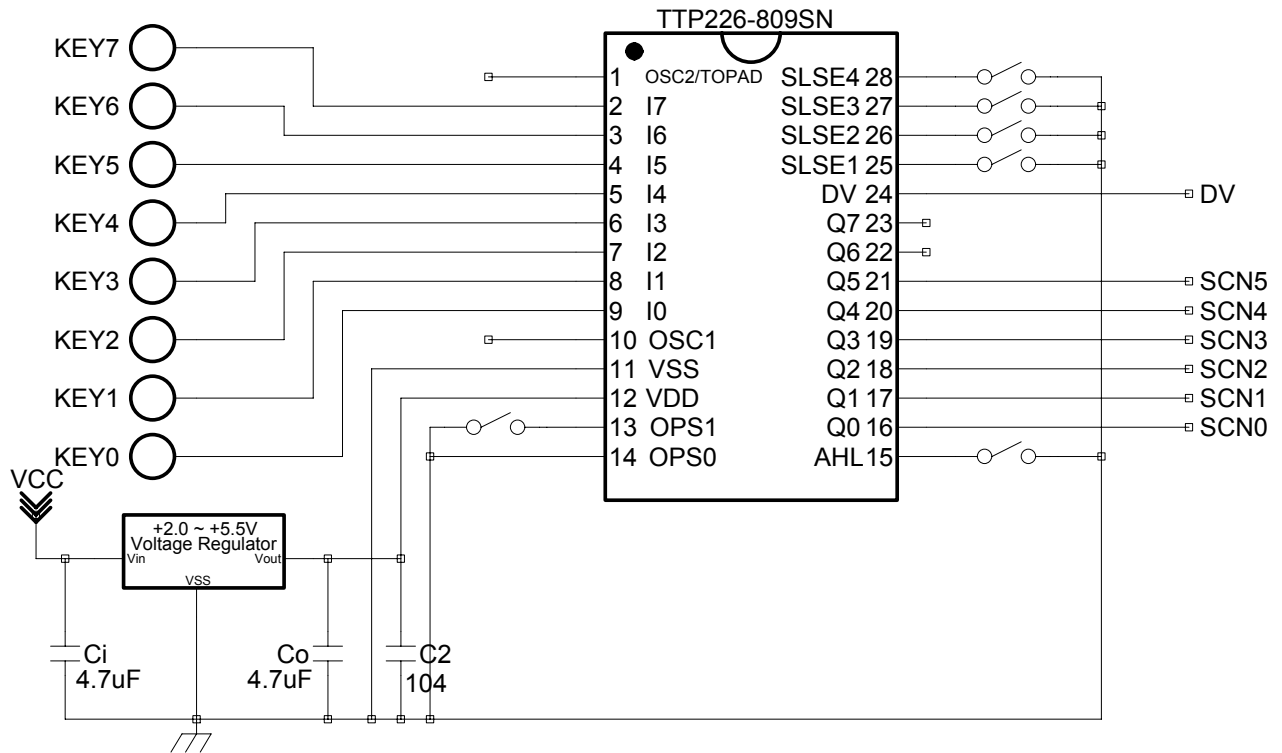 TTP226-809SN
KEY7
KEY6
KEY5
KEY4
KEY3
KEY2
KEY1
KEY0
1 OSC2/TOPAD SLSE4 28
2 I7 SLSE3 27
3 I6 SLSE2 26
4 I5 SLSE1 25
5 I4 DV 24 DV
6 I3 Q7 23
7 I2 Q6 22
8 I1 Q5 21 SCN5
9 I0 Q4 20 SCN4
10 OSC1 Q3 19 SCN3
11 VSS Q2 18 SCN2
12 VDD Q1 17 SCN1
13 OPS1 Q0 16 SCN0
14 OPS0 AHL 15
VCC
+2.0 ~ +5.5V
Voltage Regulator
Vin Vout
VSS
Ci
4.7uF
Co
4.7uF
C2
104